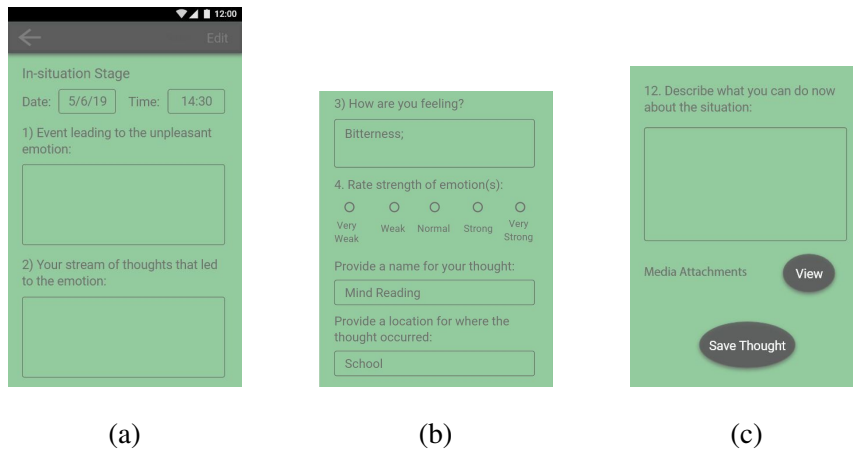 12:00
Edit
In-situation Stage
Date: 5/6/19 Time: 14:30
1) Event leading to the unpleasant
emotion:
2) Your stream of thoughts that led
to the emotion:
(a)
3) How are you feeling?
Bitterness;
4. Rate strength of emotion(s):
Very Weak
Weak
Normal
Strong
Very Strong
Provide a name for your thought:
Mind Reading
Provide a location for where the
thought occurred:
School
(b)
12. Describe what you can do now
about the situation:
Media Attachments View
Save Thought
(c)